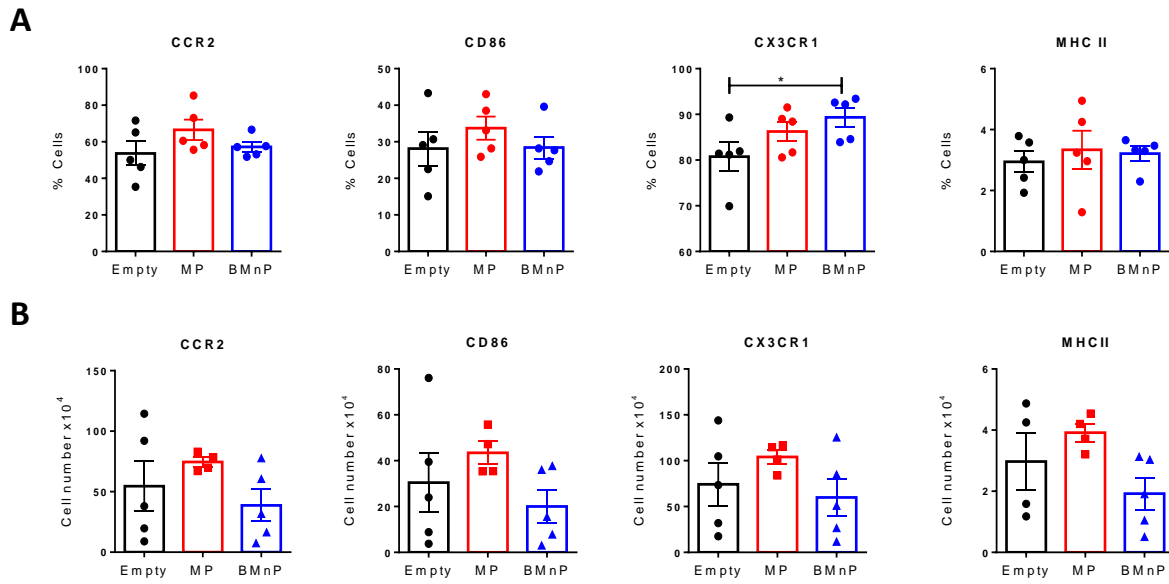 A
CCR2
% Cells
100
80
60
40
20
0
Empty MP BMnP
CD86
% Cells
50
40
30
20
10
0
Empty MP BMnP
CX3CR1
% Cells
100
90
80
70
60
*
Empty MP BMnP
MHC II
% Cells
6
4
2
0
Empty MP BMnP
B
CCR2
Cell number x10⁴
150
100
50
0
Empty MP BMnP
CD86
Cell number x10⁴
80
60
40
20
0
Empty MP BMnP
CX3CR1
Cell number x10⁴
200
150
100
50
0
Empty MP BMnP
MHCII
Cell number x10⁴
6
4
2
0
Empty MP BMnP